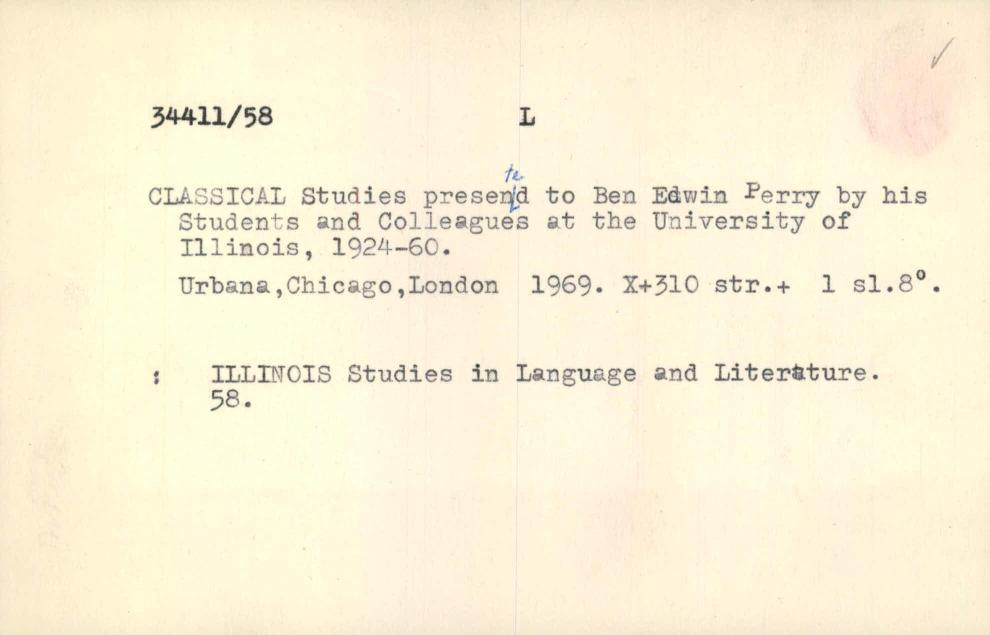 34411/58 L
CLASSICAL Studies presented to Ben Edwin Perry by his
Students and Colleagues at the University of
Illinois, 1924-60.
Urbana,Chicago,London 1969. X+310 str.+ 1 sl.8°.
: ILLINOIS Studies in Language and Literature.
58.